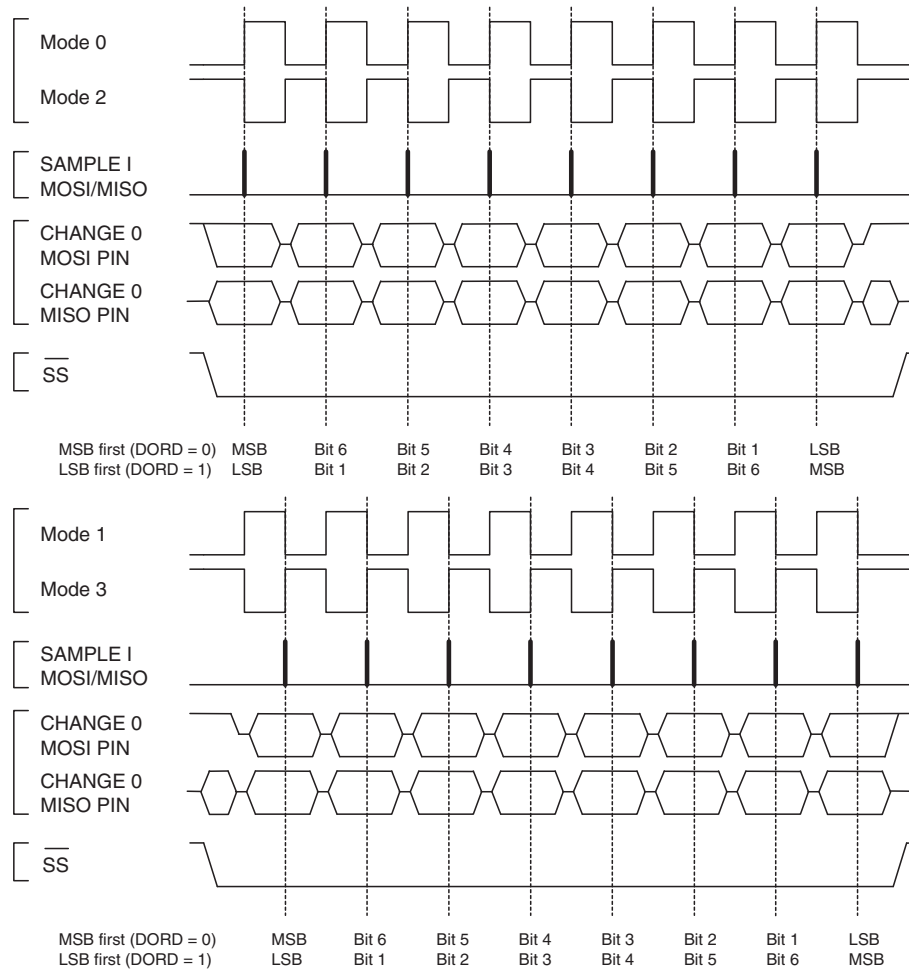 Mode 0
Mode 2
SAMPLE I
MOSI/MISO
CHANGE 0
MOSI PIN
CHANGE 0
MISO PIN
SS
MSB first (DORD = 0) MSB Bit 6 Bit 5 Bit 4 Bit 3 Bit 2 Bit 1 LSB
LSB first (DORD = 1) LSB Bit 1 Bit 2 Bit 3 Bit 4 Bit 5 Bit 6 MSB
Mode 1
Mode 3
SAMPLE I
MOSI/MISO
CHANGE 0
MOSI PIN
CHANGE 0
MISO PIN
SS
MSB first (DORD = 0) MSB Bit 6 Bit 5 Bit 4 Bit 3 Bit 2 Bit 1 LSB
LSB first (DORD = 1) LSB Bit 1 Bit 2 Bit 3 Bit 4 Bit 5 Bit 6 MSB